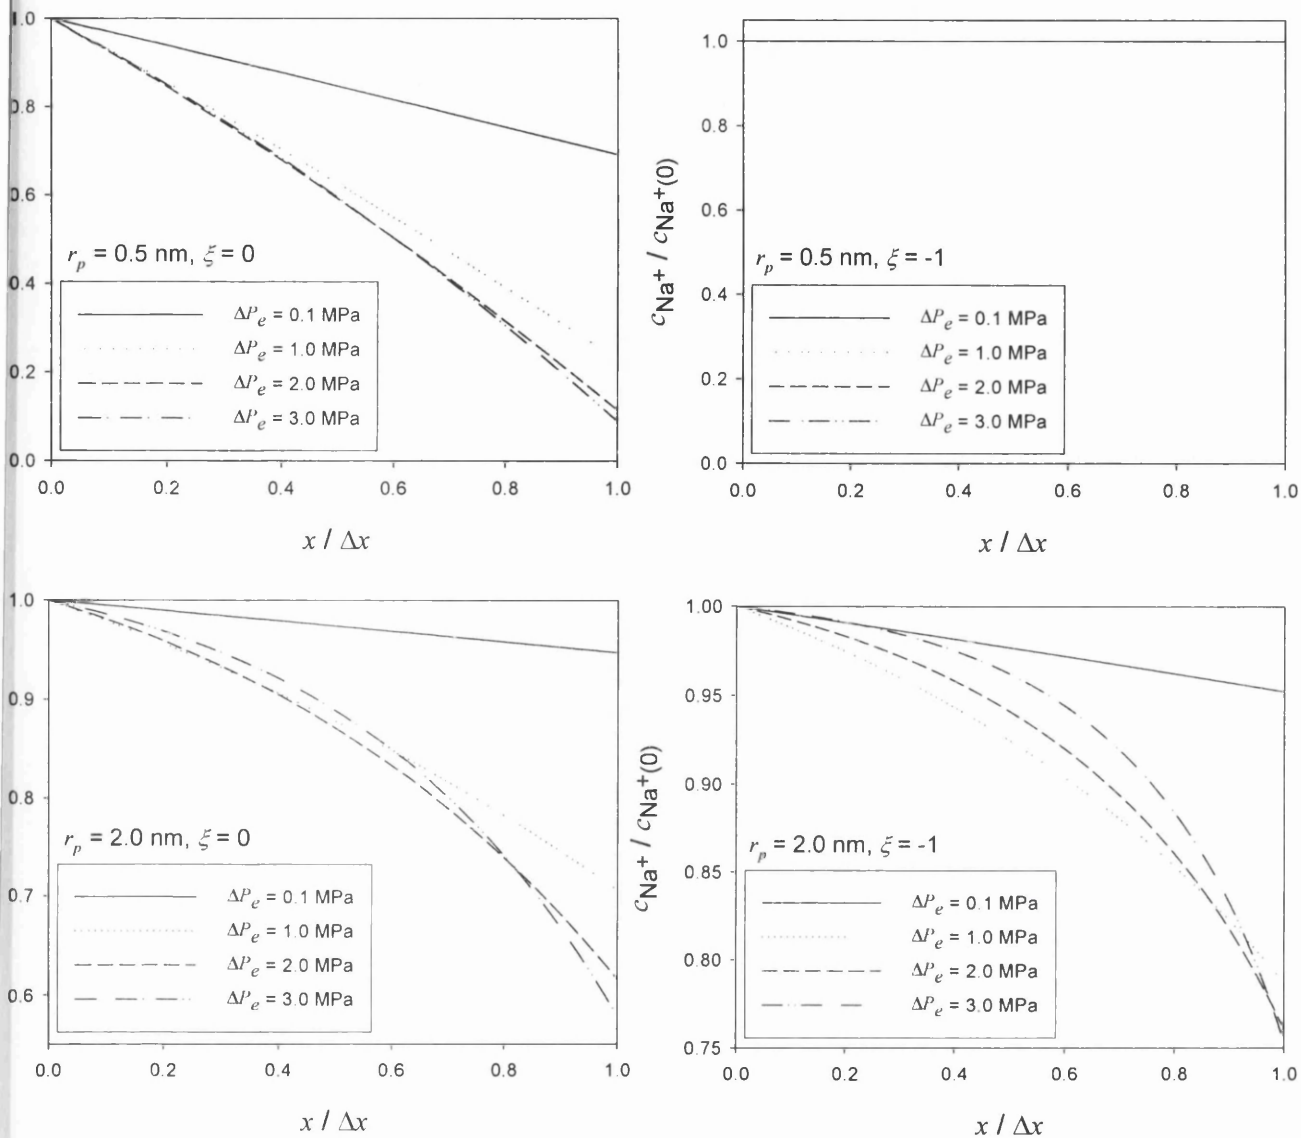 1.0
0.8
0.6
0.4
0.2
0.0
r_p = 0.5 nm, ξ = 0
ΔP_e = 0.1 MPa
ΔP_e = 1.0 MPa
ΔP_e = 2.0 MPa
ΔP_e = 3.0 MPa
0.0 0.2 0.4 0.6 0.8 1.0
x / Δx
c_Na+ / c_Na+(0)
1.0
0.8
0.6
0.4
0.2
0.0
r_p = 0.5 nm, ξ = -1
ΔP_e = 0.1 MPa
ΔP_e = 1.0 MPa
ΔP_e = 2.0 MPa
ΔP_e = 3.0 MPa
0.0 0.2 0.4 0.6 0.8 1.0
x / Δx
1.0
0.9
0.8
0.7
0.6
r_p = 2.0 nm, ξ = 0
ΔP_e = 0.1 MPa
ΔP_e = 1.0 MPa
ΔP_e = 2.0 MPa
ΔP_e = 3.0 MPa
0.0 0.2 0.4 0.6 0.8 1.0
x / Δx
c_Na+ / c_Na+(0)
1.00
0.95
0.90
0.85
0.80
0.75
r_p = 2.0 nm, ξ = -1
ΔP_e = 0.1 MPa
ΔP_e = 1.0 MPa
ΔP_e = 2.0 MPa
ΔP_e = 3.0 MPa
0.0 0.2 0.4 0.6 0.8 1.0
x / Δx